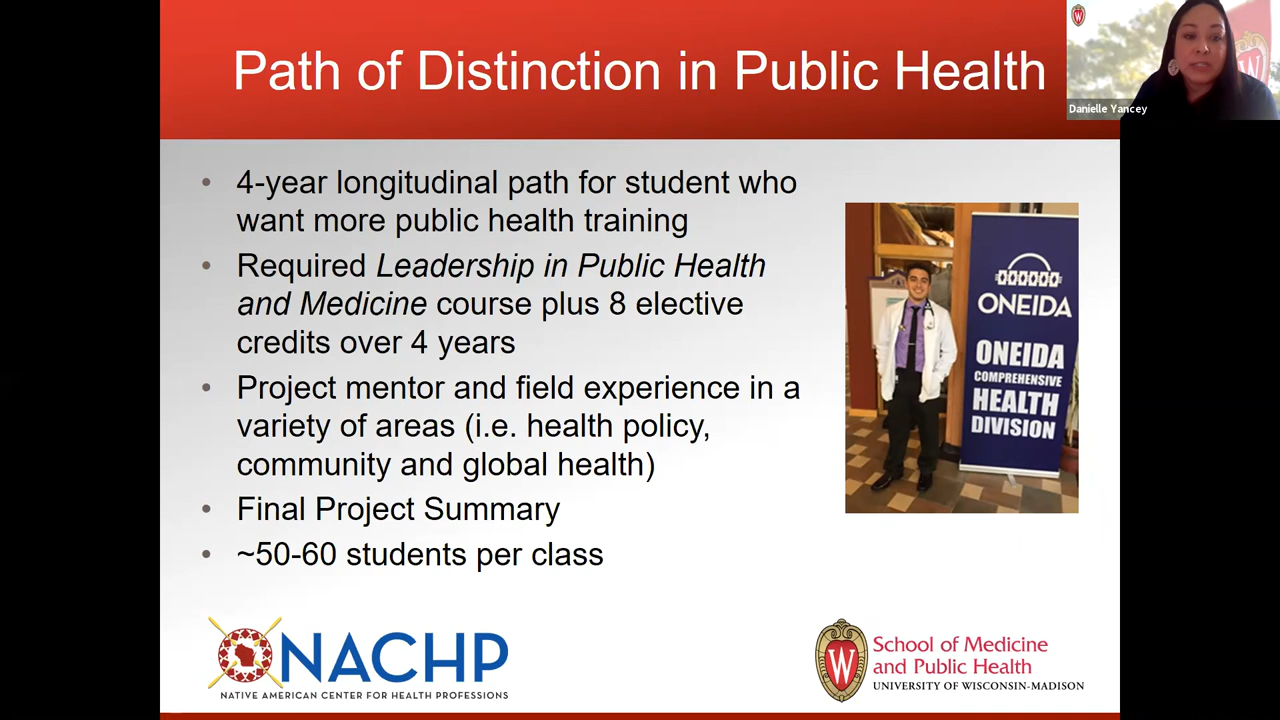 Path of Distinction in Public Health
Danielle Yancey
• 4-year longitudinal path for student who
want more public health training
• Required Leadership in Public Health
and Medicine course plus 8 elective
credits over 4 years
• Project mentor and field experience in a
variety of areas (i.e. health policy,
community and global health)
• Final Project Summary
• ~50-60 students per class
ONEIDA
ONEIDA
COMPREHENSIVE
HEALTH
DIVISION
NACHP
NATIVE AMERICAN CENTER FOR HEALTH PROFESSIONS
W
School of Medicine
and Public Health
UNIVERSITY OF WISCONSIN-MADISON